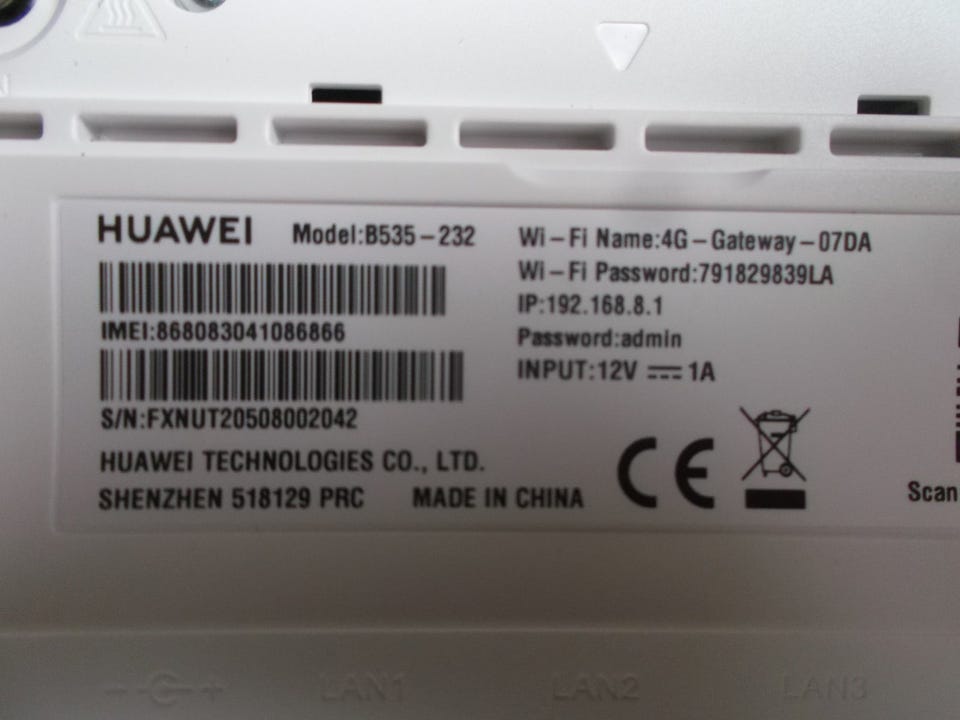 HUAWEI Model:B535-232
IMEI:868083041086866
S/N:FXNUT20508002042
HUAWEI TECHNOLOGIES CO., LTD.
SHENZHEN 518129 PRC MADE IN CHINA
Wi-Fi Name:4G-Gateway-07DA
Wi-Fi Password:791829839LA
IP:192.168.8.1
Password:admin
INPUT:12V ⎓ 1A
CE
Scan
LAN1 LAN2 LAN3